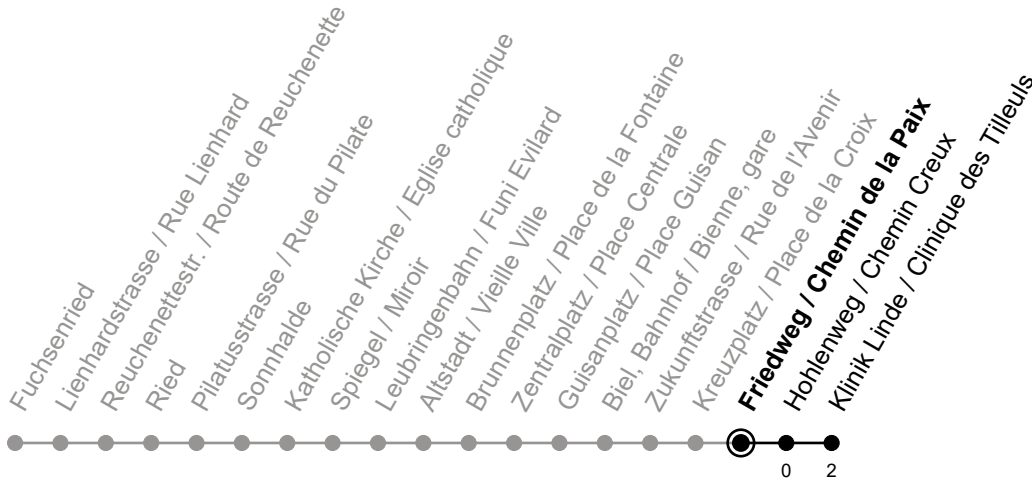 Fuchsenried
Lienhardstrasse / Rue Lienhard
Reuchenettestr. / Route de Reuchenette
Ried
Pilatusstrasse / Rue du Pilate
Sonnhalde
Katholische Kirche / Eglise catholique
Spiegel / Miroir
Leubringenbahn / Funi Evilard
Altstadt / Vieille Ville
Brunnenplatz / Place de la Fontaine
Zentralplatz / Place Centrale
Guisanplatz / Place Guisan
Biel, Bahnhof / Bienne, gare
Zukunftstrasse / Rue de l'Avenir
Kreuzplatz / Place de la Croix
Friedweg / Chemin de la Paix
Hohlenweg / Chemin Creux
Klinik Linde / Clinique des Tilleuls
0 2